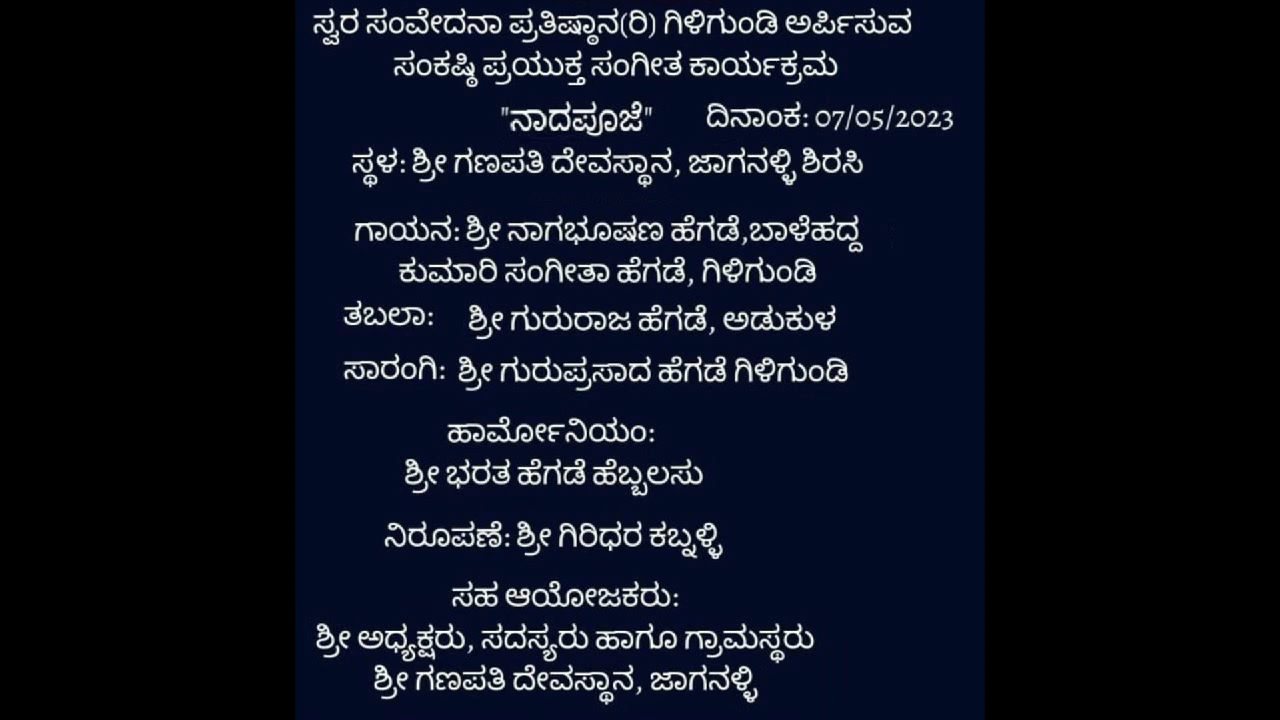 ಸ್ವರ ಸಂವೇದನಾ ಪ್ರತಿಷ್ಠಾನ(ರಿ) ಗಿಳಿಗುಂಡಿ ಅರ್ಪಿಸುವ
ಸಂಕಷ್ಠಿ ಪ್ರಯುಕ್ತ ಸಂಗೀತ ಕಾರ್ಯಕ್ರಮ
"ನಾದಪೂಜೆ" ದಿನಾಂಕ: 07/05/2023
ಸ್ಥಳ: ಶ್ರೀ ಗಣಪತಿ ದೇವಸ್ಥಾನ, ಜಾಗನಳ್ಳಿ ಶಿರಸಿ
ಗಾಯನ: ಶ್ರೀ ನಾಗಭೂಷಣ ಹೆಗಡೆ,ಬಾಳೆಹದ್ದ
ಕುಮಾರಿ ಸಂಗೀತಾ ಹೆಗಡೆ, ಗಿಳಿಗುಂಡಿ
ತಬಲಾ: ಶ್ರೀ ಗುರುರಾಜ ಹೆಗಡೆ, ಅಡುಕುಳ
ಸಾರಂಗಿ: ಶ್ರೀ ಗುರುಪ್ರಸಾದ ಹೆಗಡೆ ಗಿಳಿಗುಂಡಿ
ಹಾರ್ಮೋನಿಯಂ:
ಶ್ರೀ ಭರತ ಹೆಗಡೆ ಹೆಬ್ಬಲಸು
ನಿರೂಪಣೆ: ಶ್ರೀ ಗಿರಿಧರ ಕಬ್ನಳ್ಳಿ
ಸಹ ಆಯೋಜಕರು:
ಶ್ರೀ ಅಧ್ಯಕ್ಷರು, ಸದಸ್ಯರು ಹಾಗೂ ಗ್ರಾಮಸ್ಥರು
ಶ್ರೀ ಗಣಪತಿ ದೇವಸ್ಥಾನ, ಜಾಗನಳ್ಳಿ